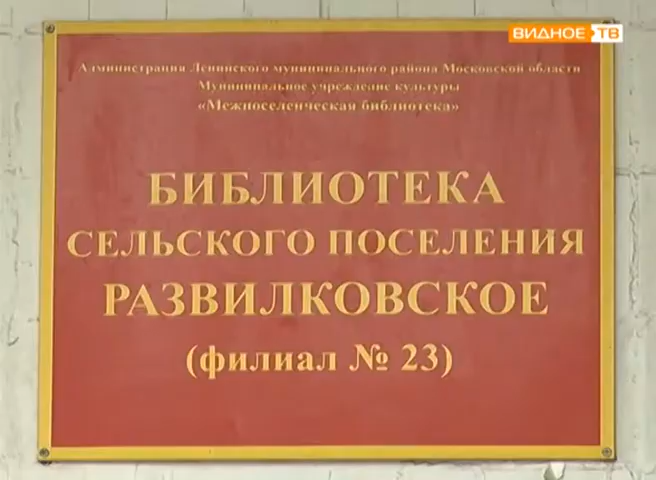 ВИДНОЕ ТВ
Администрация Ленинского муниципального района Московской области
Муниципальное учреждение культуры
«Межпоселенческая библиотека»
БИБЛИОТЕКА
СЕЛЬСКОГО ПОСЕЛЕНИЯ
РАЗВИЛКОВСКОЕ
(филиал № 23)